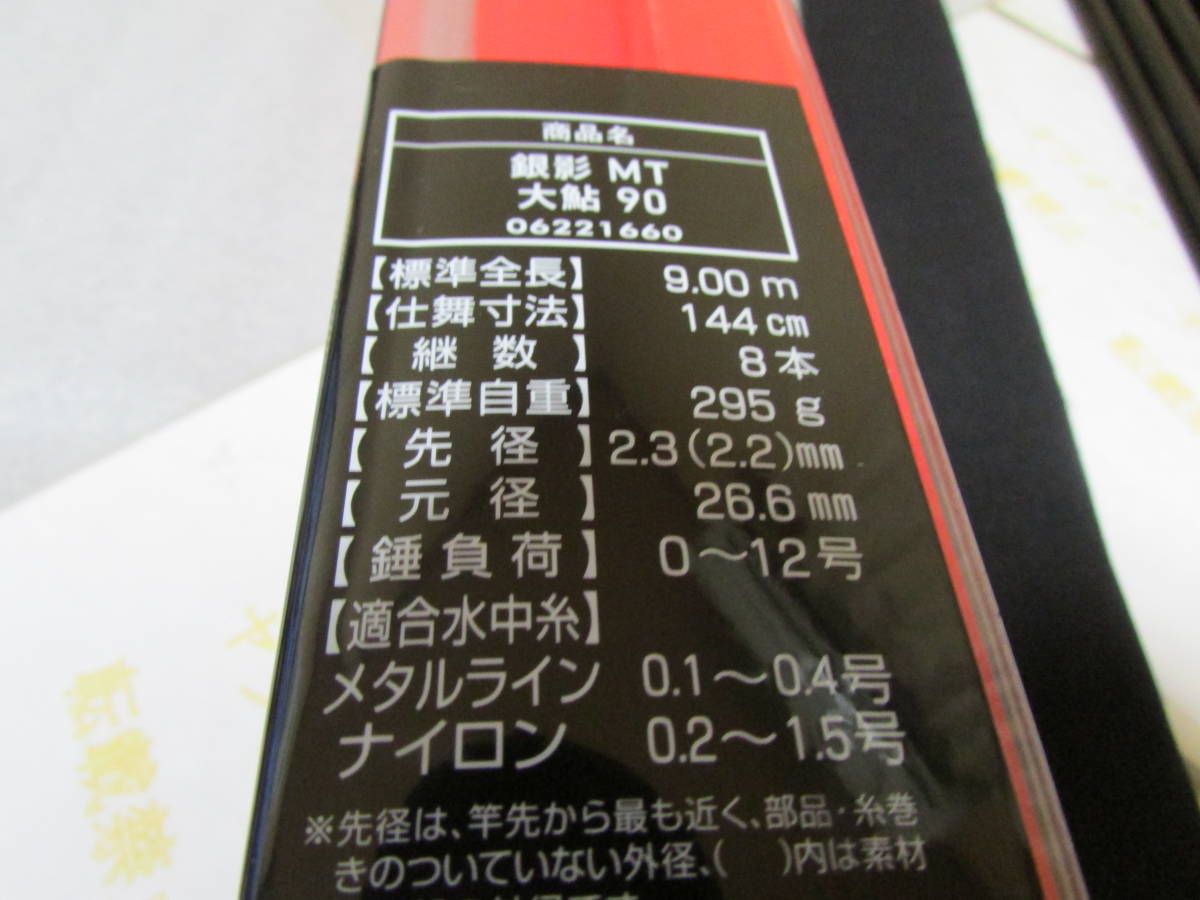 商品名
銀影 MT
大鮎 90
06221660
【標準全長】 9.00 m
【仕舞寸法】 144 cm
【継数】 8本
【標準自重】 295 g
【先径】 2.3(2.2)mm
【元径】 26.6 mm
【錘負荷】 0～12号
【適合水中糸】
メタルライン 0.1～0.4号
ナイロン 0.2～1.5号
※先径は、竿先から最も近く、部品・糸巻
きのついていない外径、( )内は素材